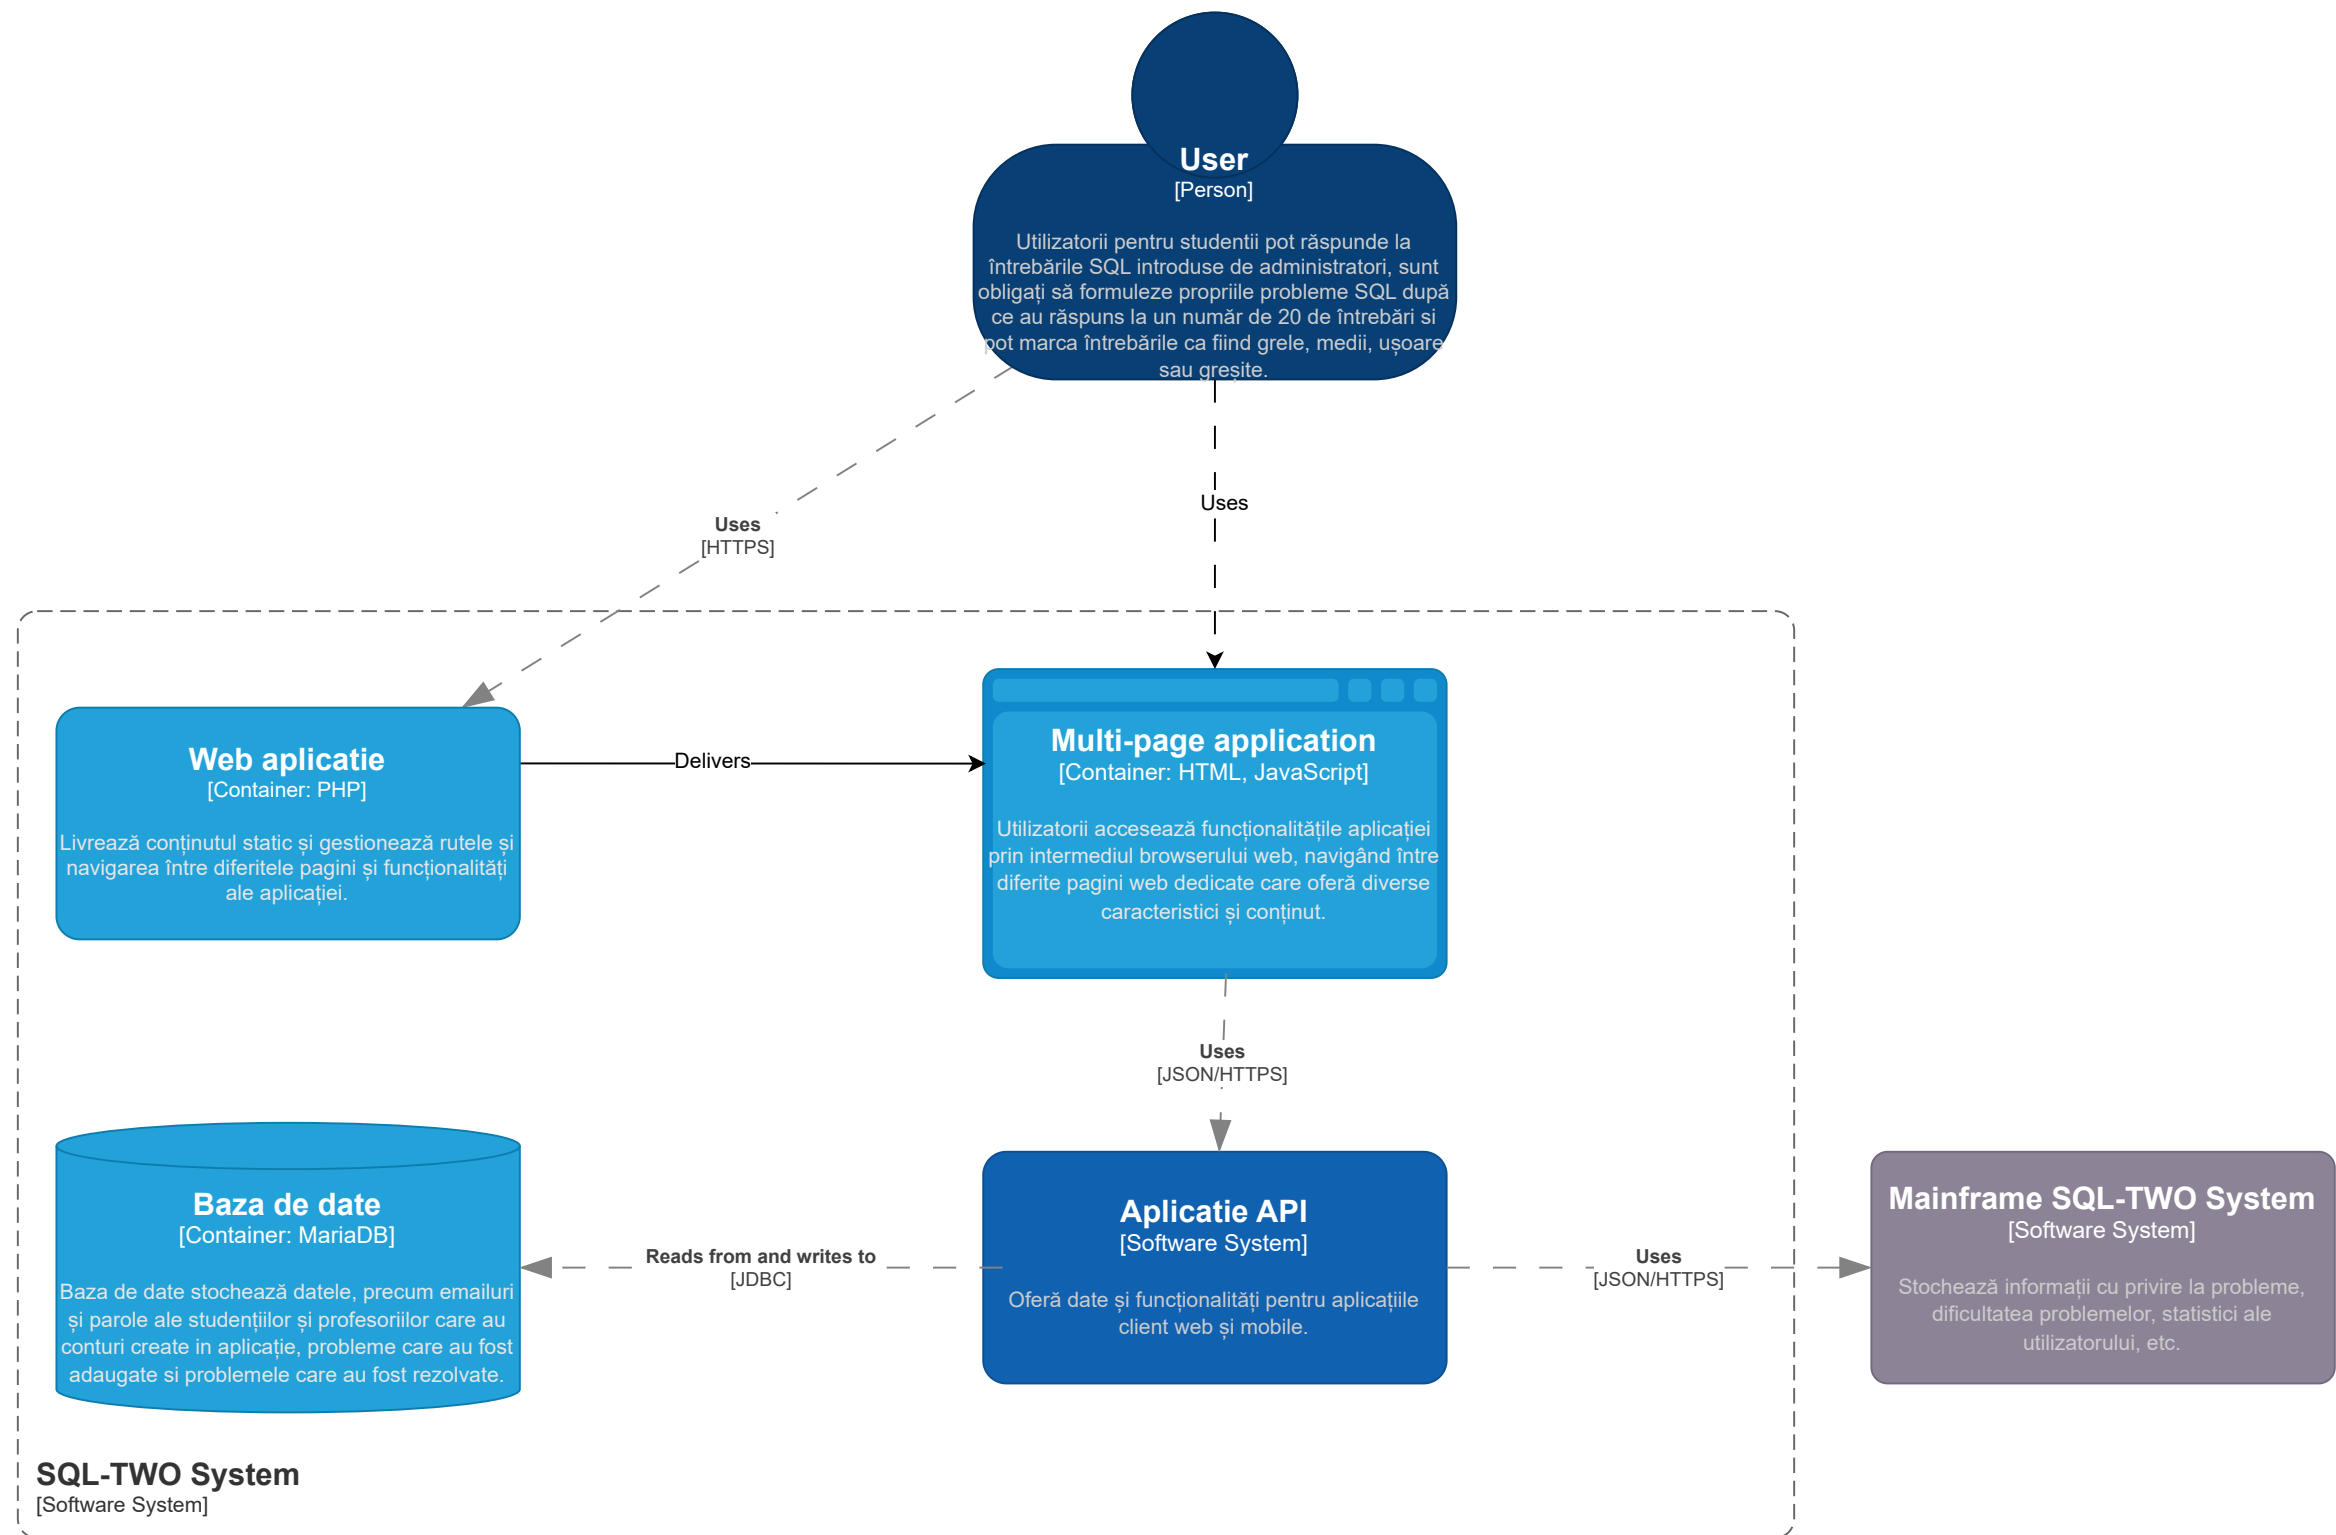 User
[Person]
Utilizatorii pentru studentii pot răspunde la
întrebările SQL introduse de administratori, sunt
obligați să formuleze propriile probleme SQL după
ce au răspuns la un număr de 20 de întrebări si
pot marca întrebările ca fiind grele, medii, ușoare
sau greșite.
Uses
[HTTPS]
Uses
Web aplicatie
[Container: PHP]
Livrează conținutul static și gestionează rutele și
navigarea între diferitele pagini și funcționalități
ale aplicației.
Delivers
Multi-page application
[Container: HTML, JavaScript]
Utilizatorii accesează funcționalitățile aplicației
prin intermediul browserului web, navigând între
diferite pagini web dedicate care oferă diverse
caracteristici și conținut.
Uses
[JSON/HTTPS]
Baza de date
[Container: MariaDB]
Baza de date stochează datele, precum emailuri
și parole ale studențiilor și profesoriilor care au
conturi create in aplicație, probleme care au fost
adaugate si problemele care au fost rezolvate.
Reads from and writes to
[JDBC]
Aplicatie API
[Software System]
Oferă date și funcționalități pentru aplicațiile
client web și mobile.
Uses
[JSON/HTTPS]
Mainframe SQL-TWO System
[Software System]
Stochează informații cu privire la probleme,
dificultatea problemelor, statistici ale
utilizatorului, etc.
SQL-TWO System
[Software System]